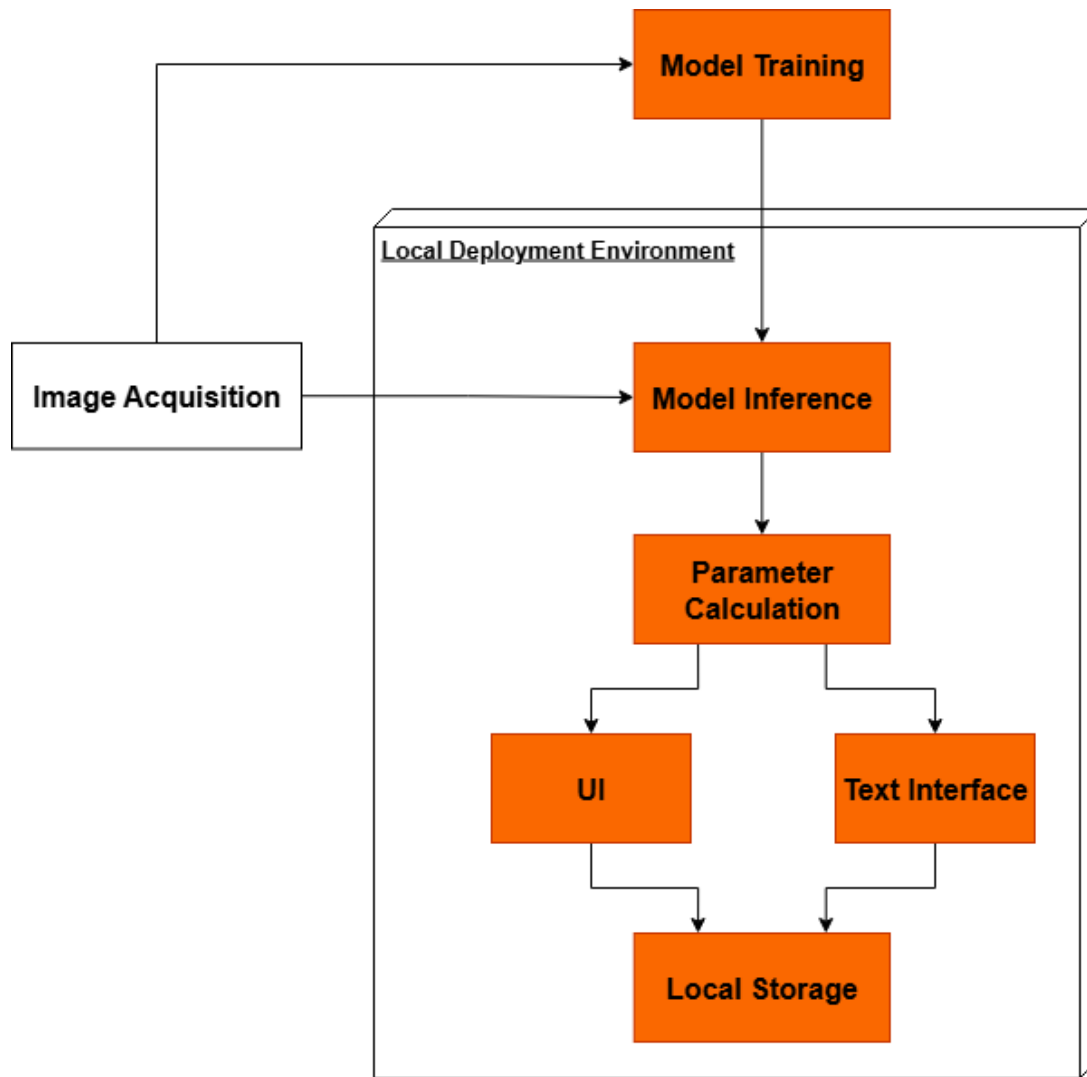 Model Training
Local Deployment Environment
Image Acquisition
Model Inference
Parameter
Calculation
UI
Text Interface
Local Storage